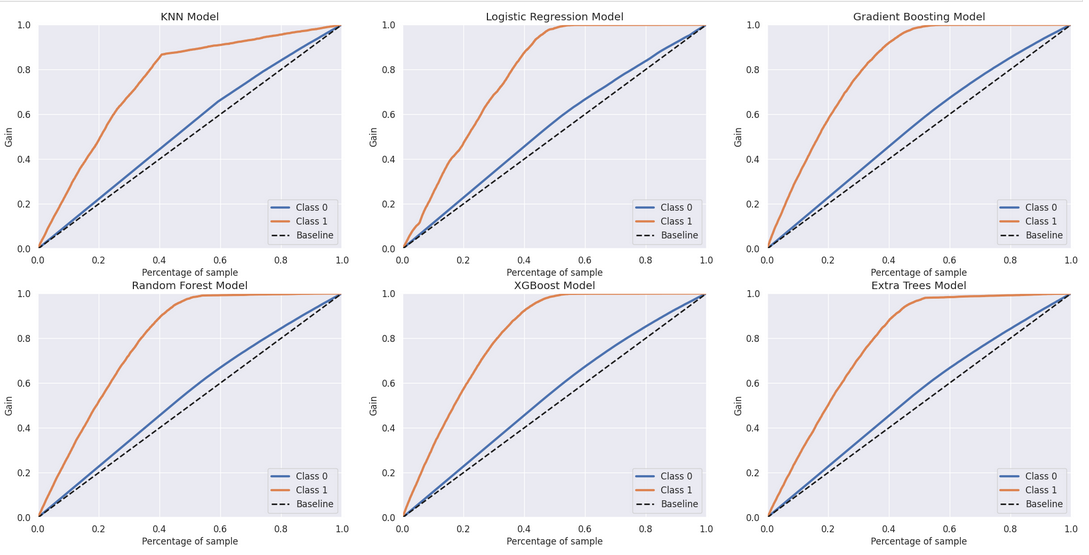 KNN Model
1.0
0.8
0.6
0.4
0.2
0.0
Gain
Class 0
Class 1
Baseline
0.0 0.2 0.4 0.6 0.8 1.0
Percentage of sample
Logistic Regression Model
1.0
0.8
0.6
0.4
0.2
0.0
Gain
Class 0
Class 1
Baseline
0.0 0.2 0.4 0.6 0.8 1.0
Percentage of sample
Gradient Boosting Model
1.0
0.8
0.6
0.4
0.2
0.0
Gain
Class 0
Class 1
Baseline
0.0 0.2 0.4 0.6 0.8 1.0
Percentage of sample
Random Forest Model
1.0
0.8
0.6
0.4
0.2
0.0
Gain
Class 0
Class 1
Baseline
0.0 0.2 0.4 0.6 0.8 1.0
Percentage of sample
XGBoost Model
1.0
0.8
0.6
0.4
0.2
0.0
Gain
Class 0
Class 1
Baseline
0.0 0.2 0.4 0.6 0.8 1.0
Percentage of sample
Extra Trees Model
1.0
0.8
0.6
0.4
0.2
0.0
Gain
Class 0
Class 1
Baseline
0.0 0.2 0.4 0.6 0.8 1.0
Percentage of sample